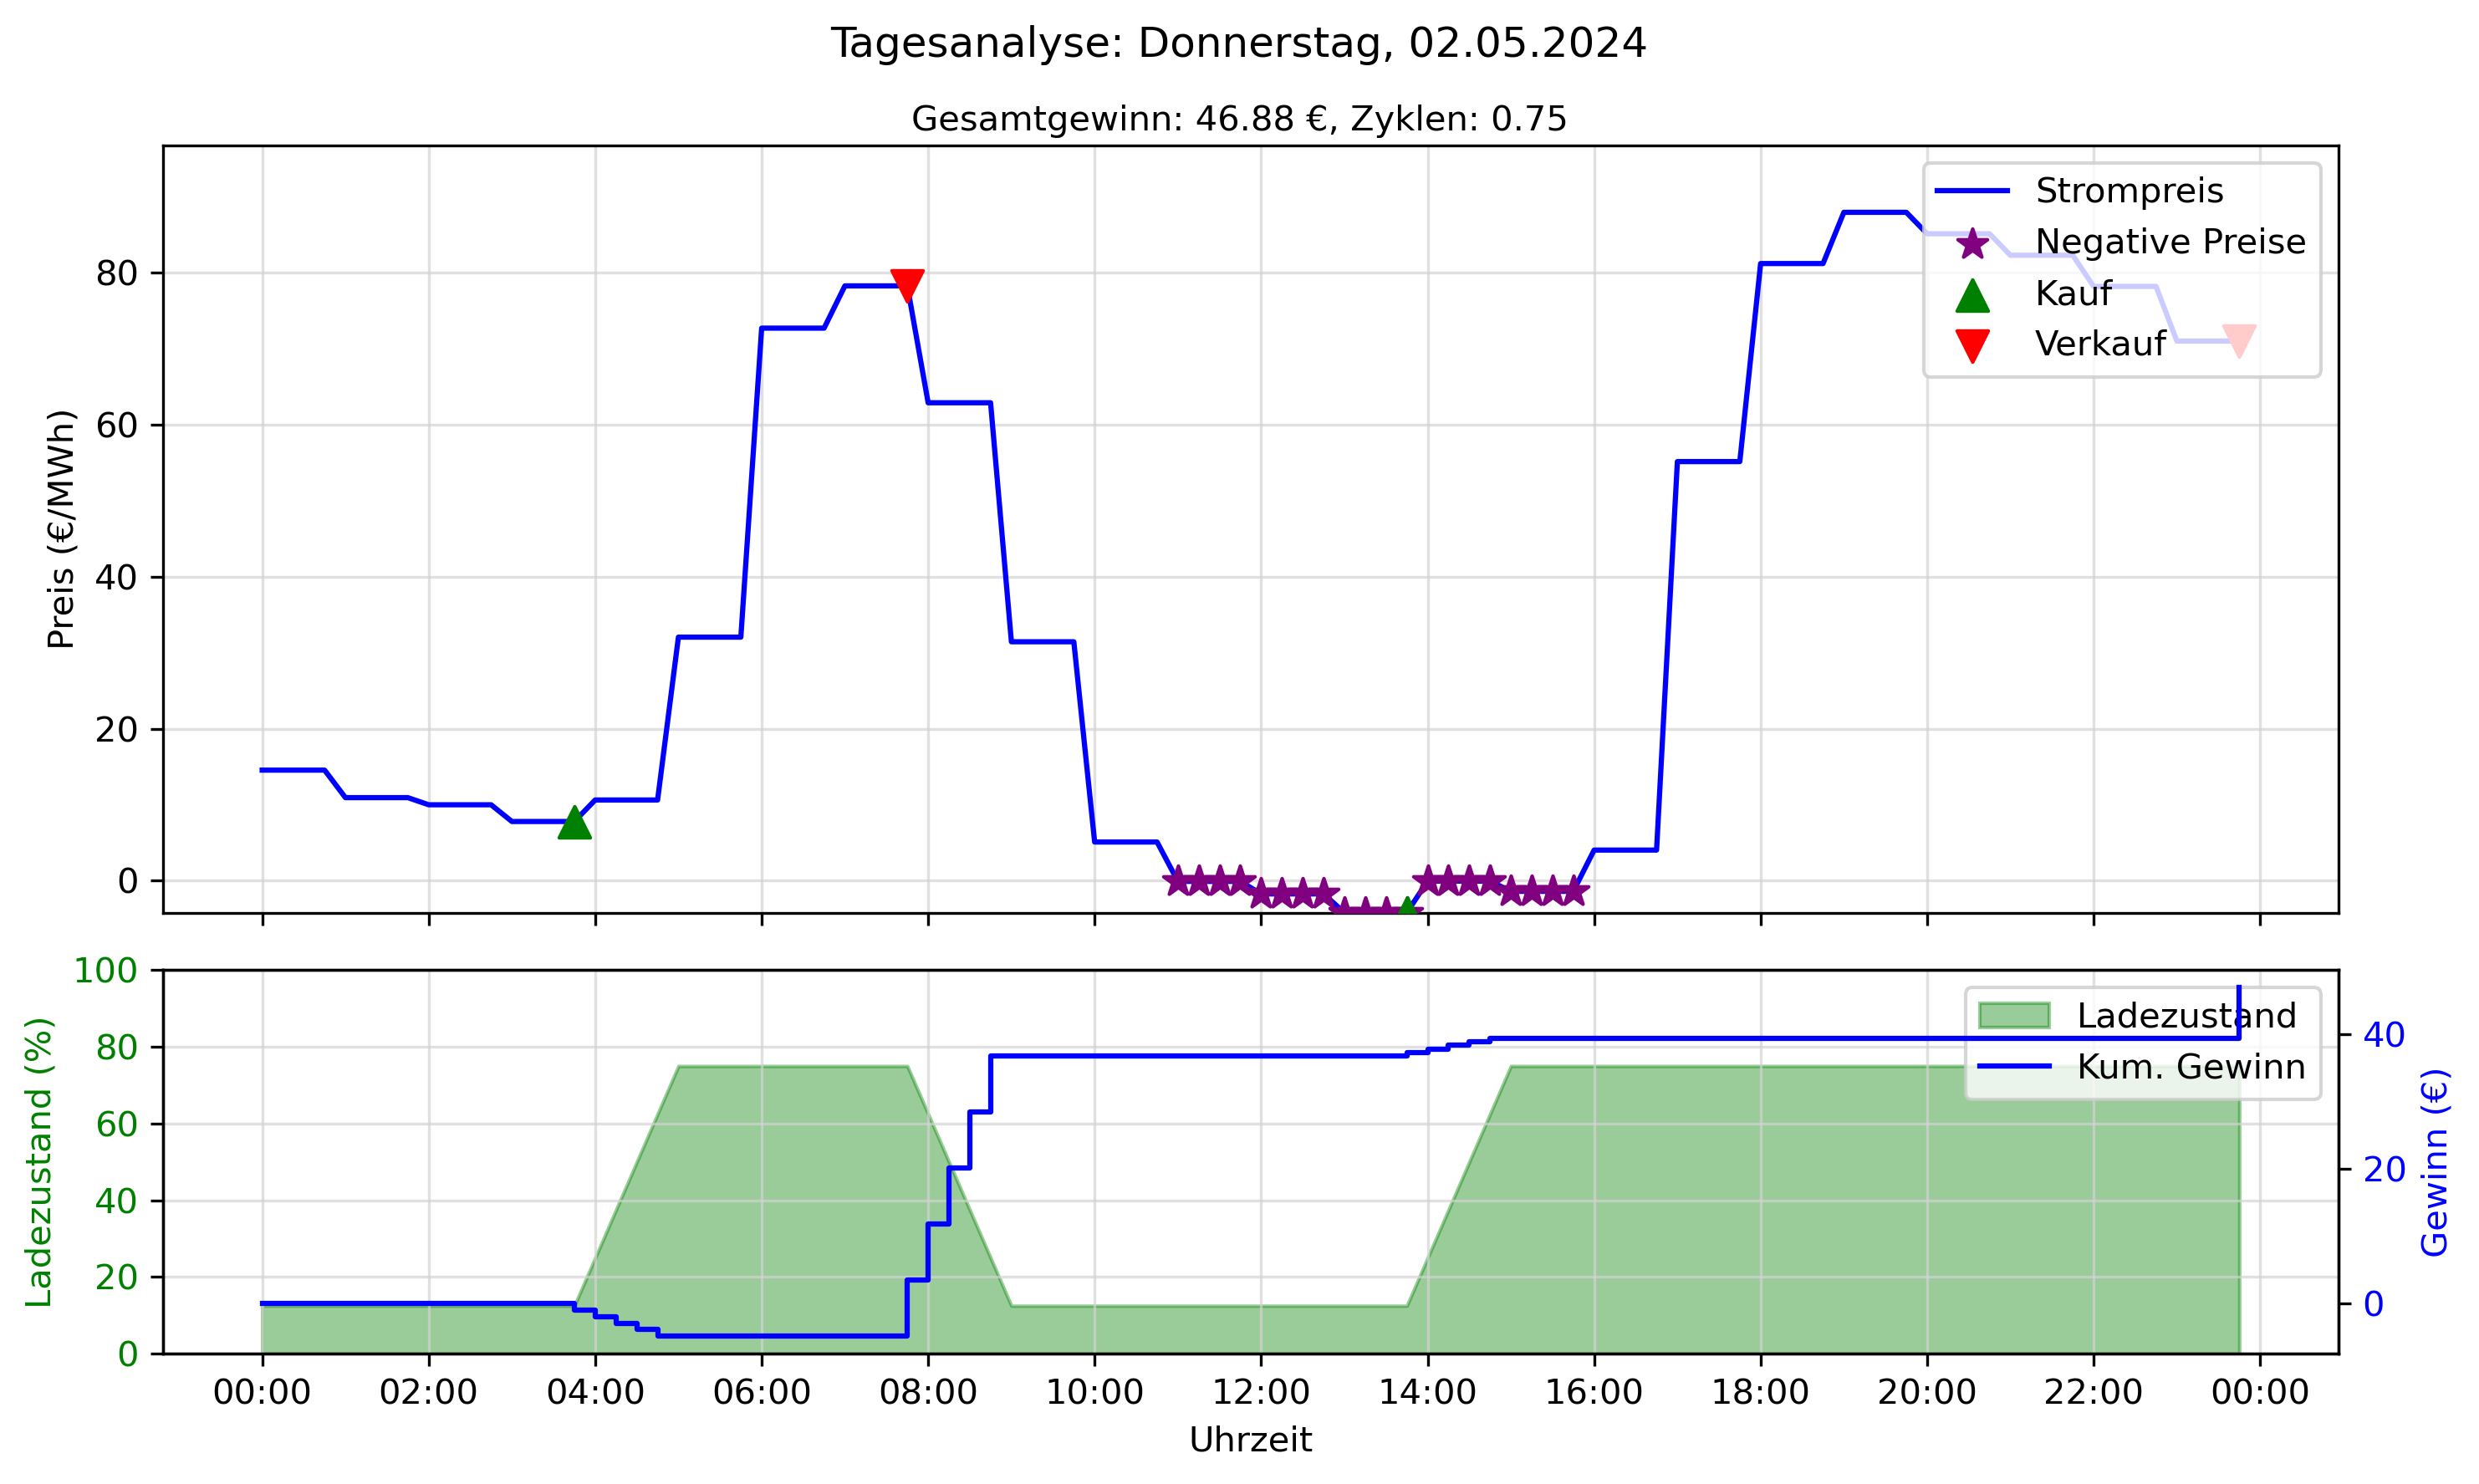 Tagesanalyse: Donnerstag, 02.05.2024
Gesamtgewinn: 46.88 €, Zyklen: 0.75
Preis (€/MWh)
80
60
40
20
0
Strompreis
Negative Preise
Kauf
Verkauf
Ladezustand (%)
100
80
60
40
20
0
Ladezustand
Kum. Gewinn
40
20
0
Gewinn (€)
00:00 02:00 04:00 06:00 08:00 10:00 12:00 14:00 16:00 18:00 20:00 22:00 00:00
Uhrzeit